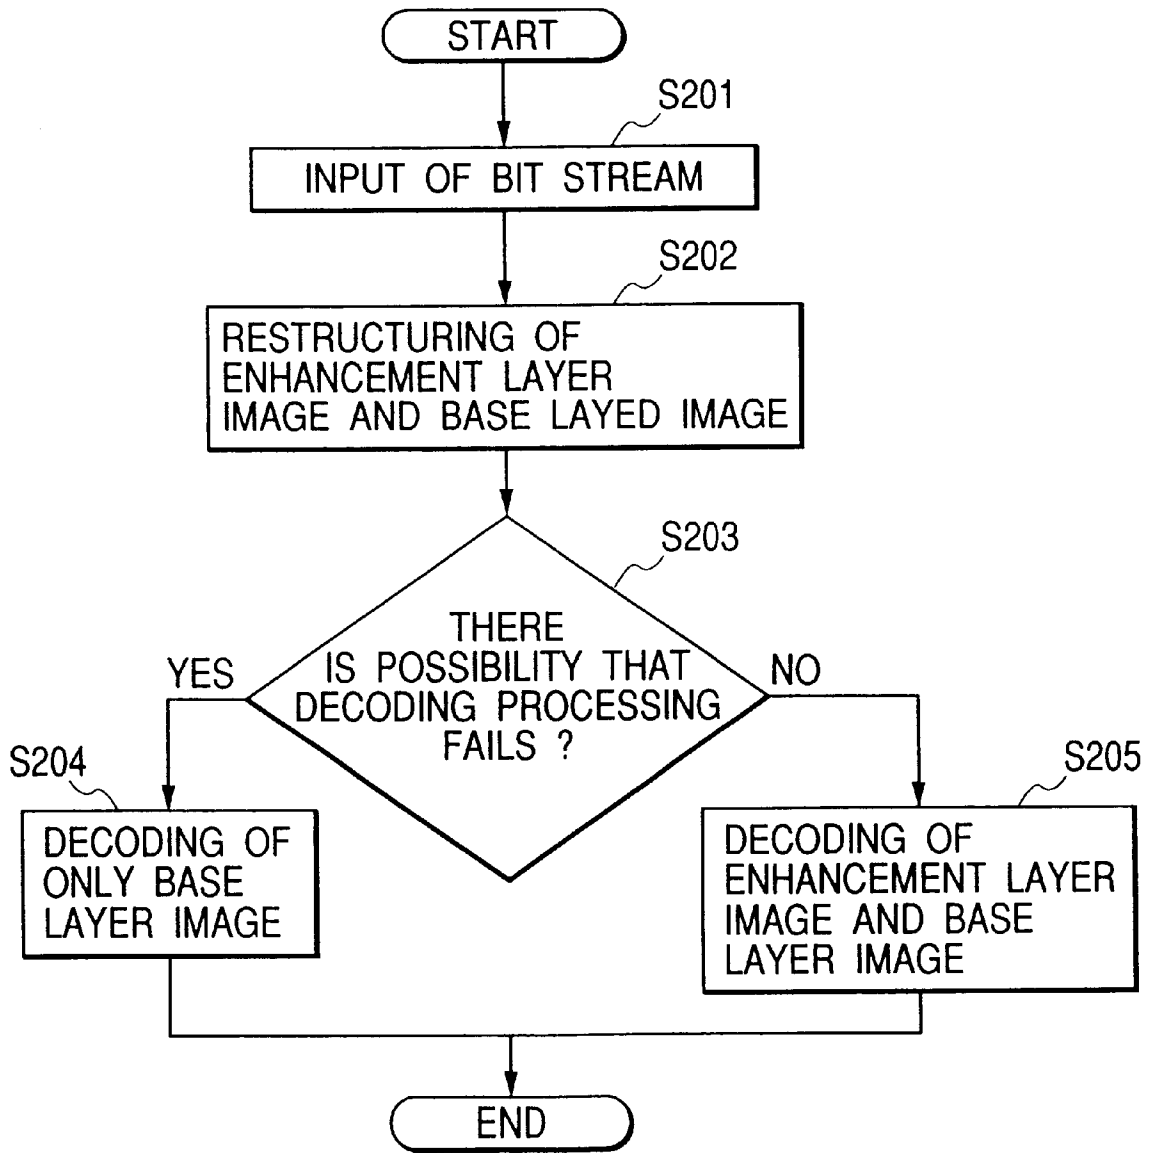 START
S201
INPUT OF BIT STREAM
S202
RESTRUCTURING OF
ENHANCEMENT LAYER
IMAGE AND BASE LAYED IMAGE
S203
THERE
IS POSSIBILITY THAT
DECODING PROCESSING
FAILS ?
YES
NO
S204
DECODING OF
ONLY BASE
LAYER IMAGE
S205
DECODING OF
ENHANCEMENT LAYER
IMAGE AND BASE
LAYER IMAGE
END